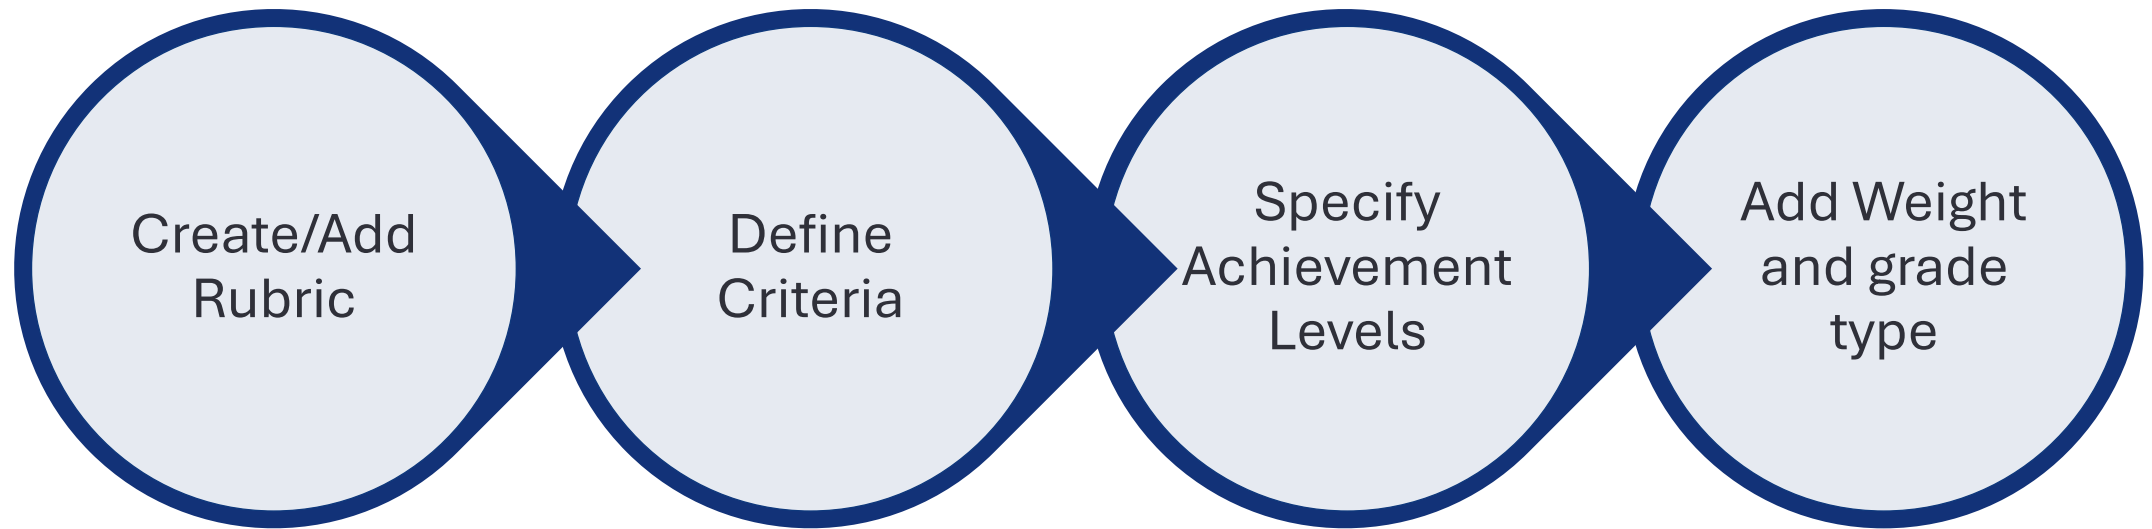 Create/Add
Rubric
Define
Criteria
Specify
Achievement
Levels
Add Weight
and grade
type